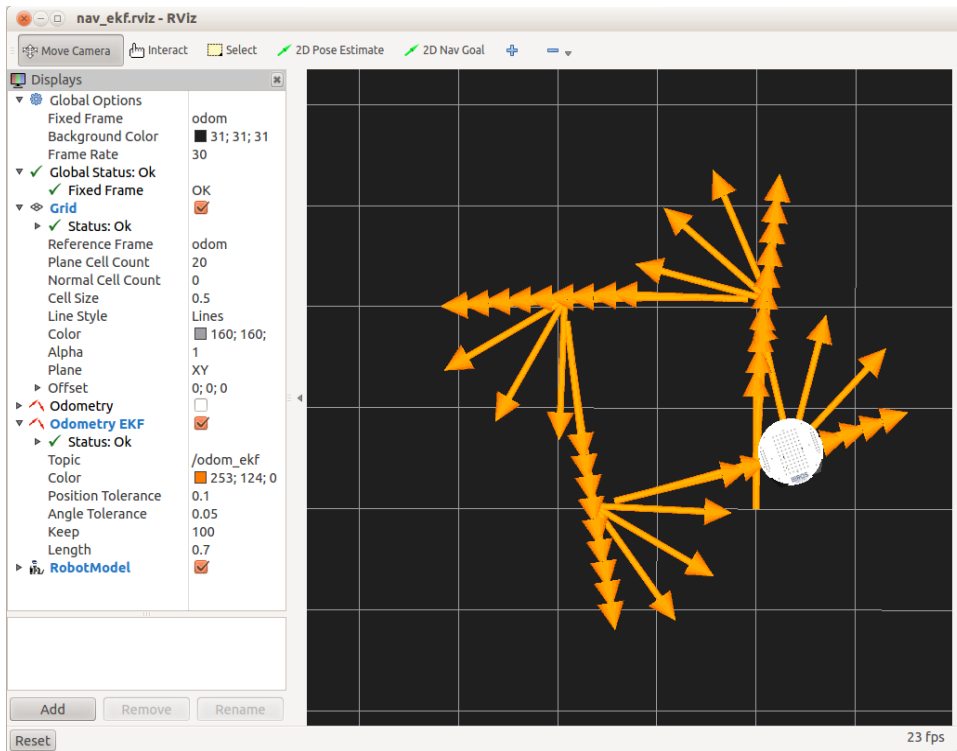 nav_ekf.rviz - RViz
Move Camera Interact Select 2D Pose Estimate 2D Nav Goal
Displays
Global Options
Fixed Frame odom
Background Color 31; 31; 31
Frame Rate 30
Global Status: Ok
Fixed Frame OK
Grid
Status: Ok
Reference Frame odom
Plane Cell Count 20
Normal Cell Count 0
Cell Size 0.5
Line Style Lines
Color 160; 160;
Alpha 1
Plane XY
Offset 0; 0; 0
Odometry
Odometry EKF
Status: Ok
Topic /odom_ekf
Color 253; 124; 0
Position Tolerance 0.1
Angle Tolerance 0.05
Keep 100
Length 0.7
RobotModel
Add Remove Rename
Reset 23 fps